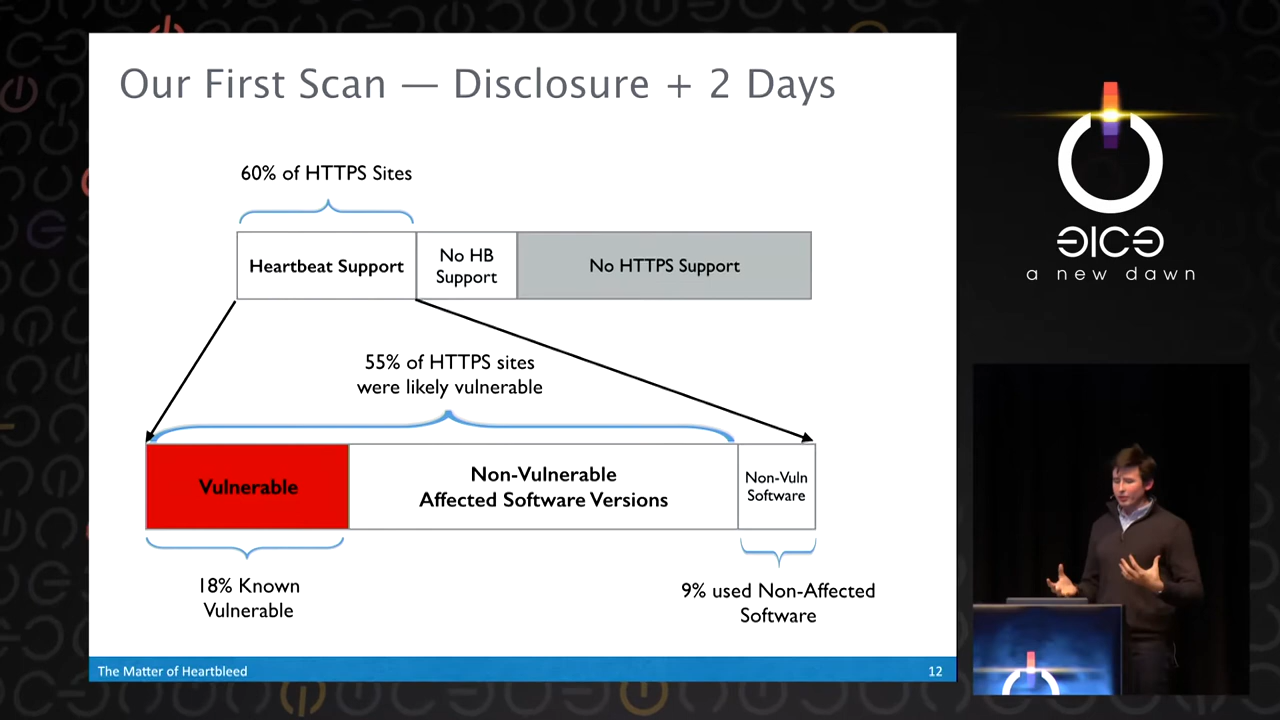 Our First Scan — Disclosure + 2 Days
60% of HTTPS Sites
Heartbeat Support
No HB
Support
No HTTPS Support
55% of HTTPS sites
were likely vulnerable
Vulnerable
Non-Vulnerable
Affected Software Versions
Non-Vuln
Software
18% Known
Vulnerable
9% used Non-Affected
Software
The Matter of Heartbleed
12
a new dawn